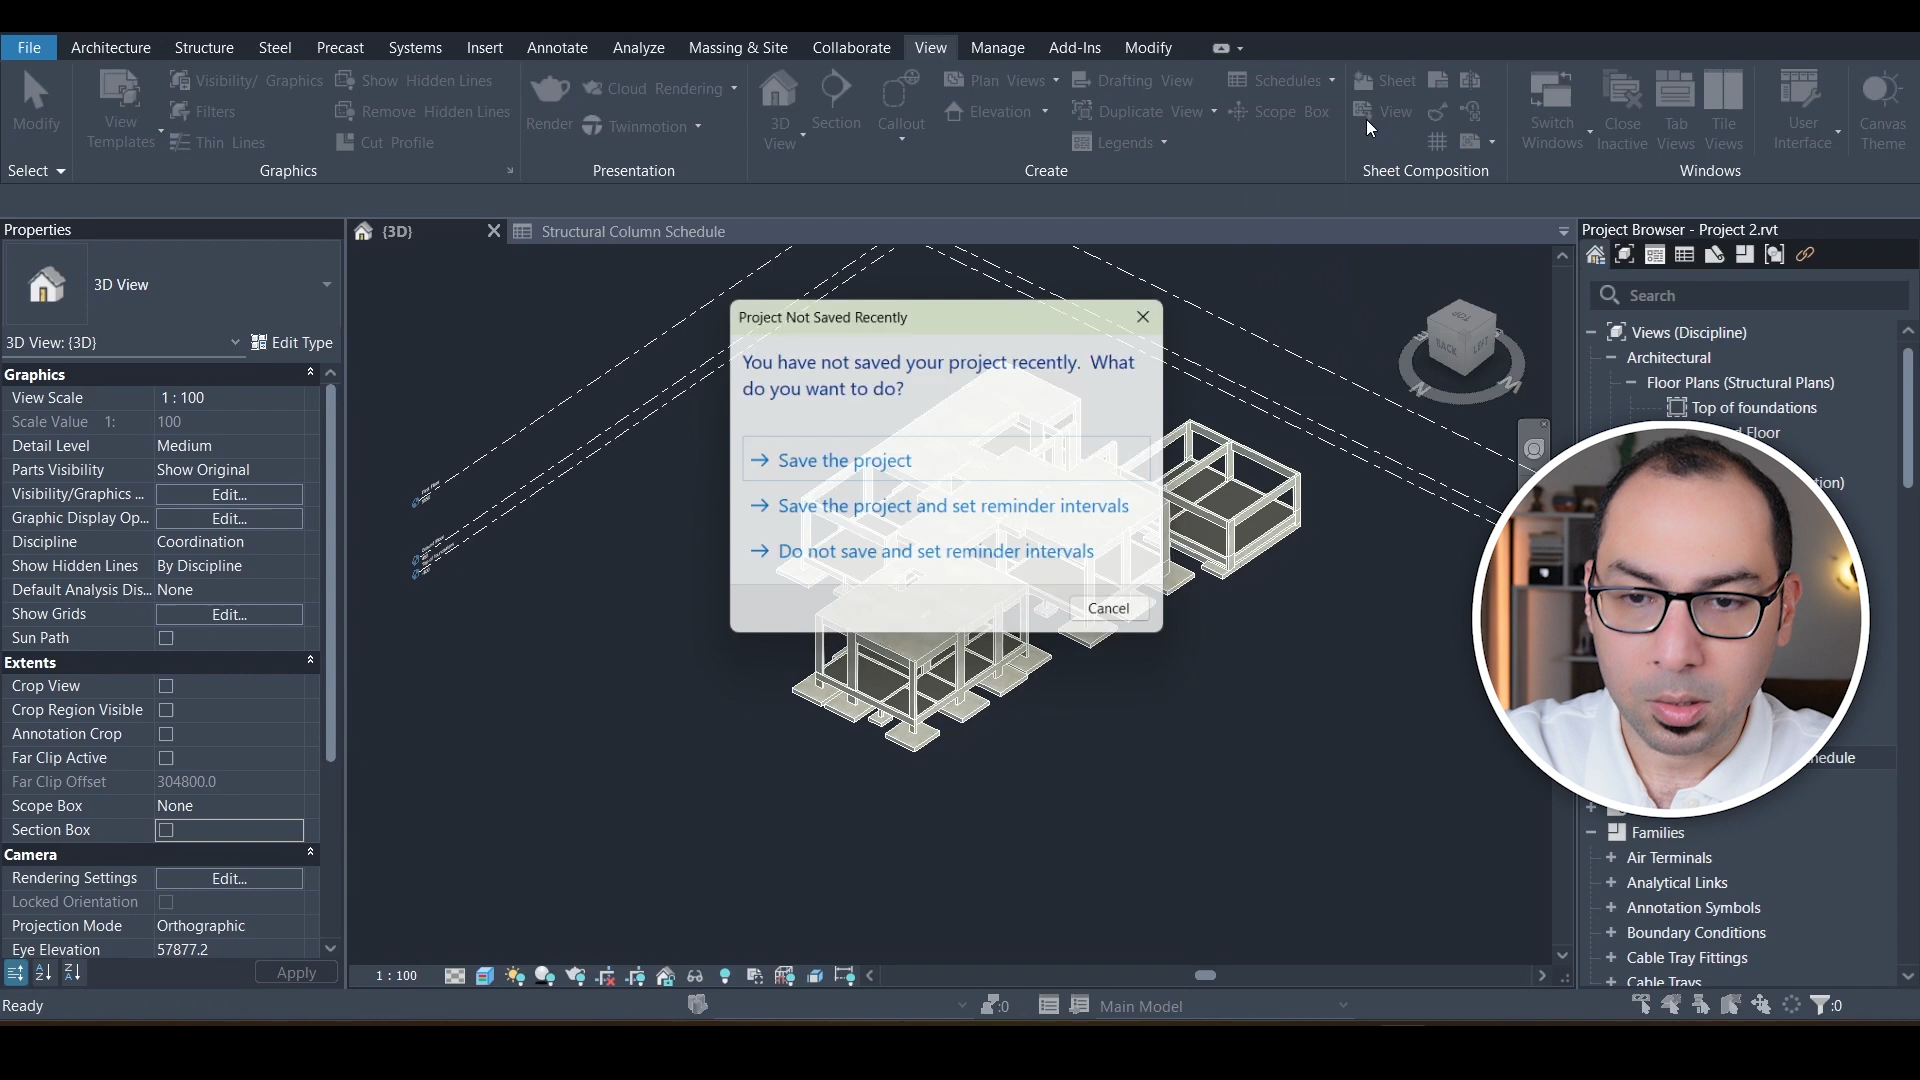 File Architecture Structure Steel Precast Systems Insert Annotate Analyze Massing & Site Collaborate View Manage Add-Ins Modify
Modify
View Templates
Visibility/ Graphics
Filters
Thin Lines
Show Hidden Lines
Remove Hidden Lines
Cut Profile
Render
Cloud Rendering
Twinmotion
3D View
Section
Callout
Plan Views
Elevation
Drafting View
Duplicate View
Legends
Schedules
Scope Box
Sheet
View
Switch Windows
Close Inactive
Tab Views
Tile Views
User Interface
Canvas Theme
Select Graphics Presentation Create Sheet Composition Windows
Properties
3D View
3D View: {3D} Edit Type
Graphics
View Scale 1 : 100
Scale Value 1: 100
Detail Level Medium
Parts Visibility Show Original
Visibility/Graphics ... Edit...
Graphic Display Op... Edit...
Discipline Coordination
Show Hidden Lines By Discipline
Default Analysis Dis... None
Show Grids Edit...
Sun Path
Extents
Crop View
Crop Region Visible
Annotation Crop
Far Clip Active
Far Clip Offset 304800.0
Scope Box None
Section Box
Camera
Rendering Settings Edit...
Locked Orientation
Projection Mode Orthographic
Eye Elevation 57877.2
Apply
{3D} Structural Column Schedule
TOP
BACK LEFT
Project Not Saved Recently
You have not saved your project recently. What
do you want to do?
Save the project
Save the project and set reminder intervals
Do not save and set reminder intervals
Cancel
Project Browser - Project 2.rvt
Search
Views (Discipline)
Architectural
Floor Plans (Structural Plans)
Top of foundations
Floor
Families
Air Terminals
Analytical Links
Annotation Symbols
Boundary Conditions
Cable Tray Fittings
Cable Trays
1 : 100
Ready
:0
Main Model
:0